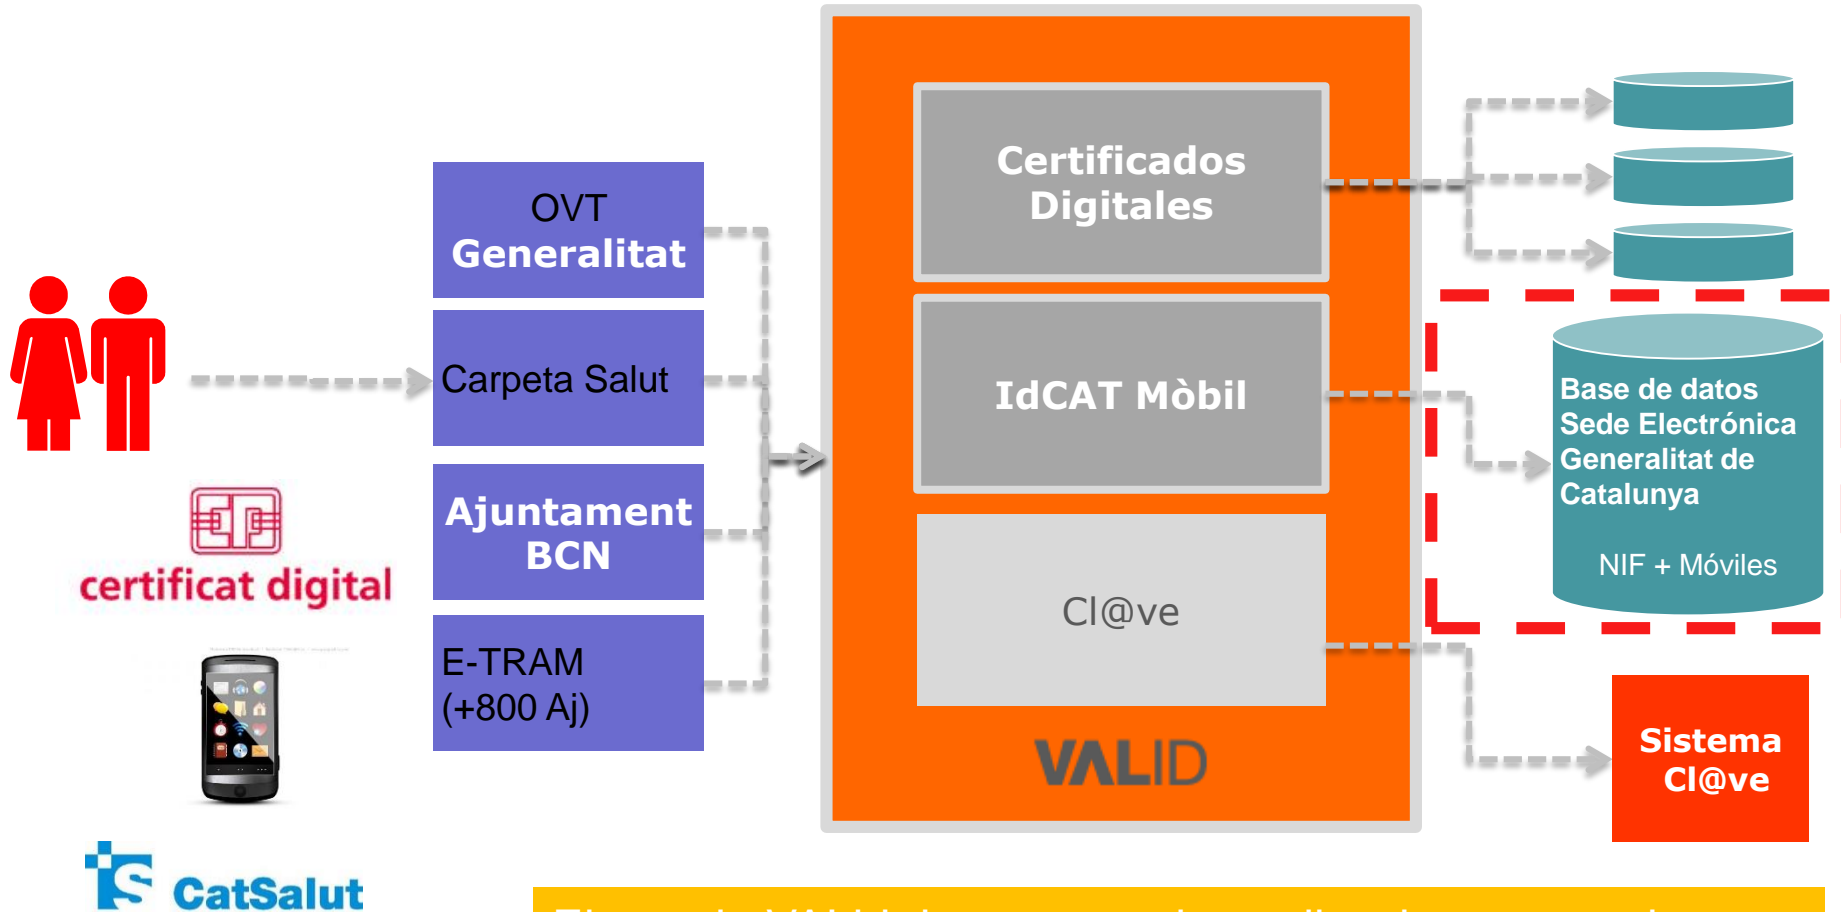 OVT
Generalitat
Carpeta Salut
Ajuntament
BCN
E-TRAM
(+800 Aj)
certificat digital
CatSalut
Certificados
Digitales
IdCAT Mòbil
Cl@ve
VALID
Base de datos
Sede Electrónica
Generalitat de
Catalunya
NIF + Móviles
Sistema
Cl@ve